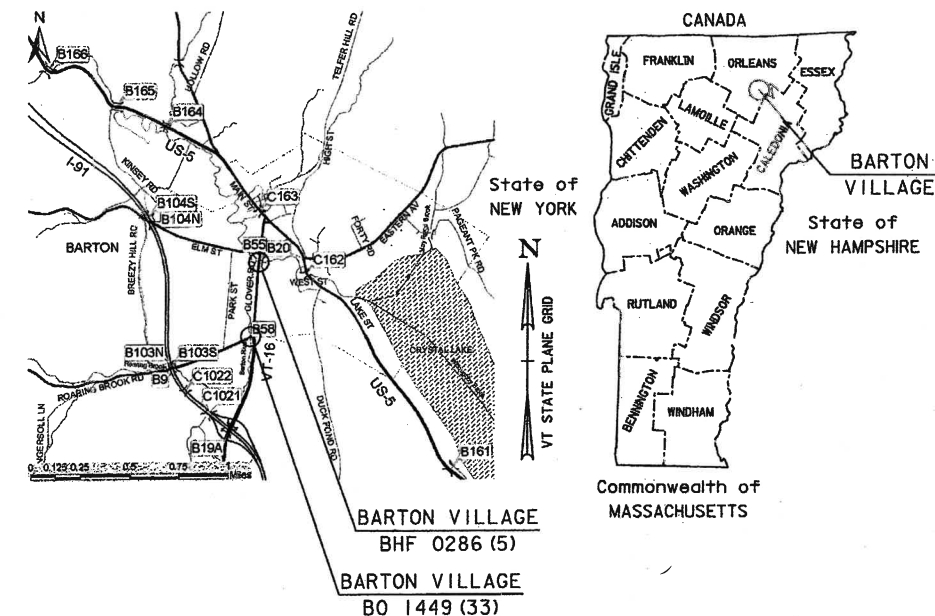 N
B166
B165
B164
HOLLOW RD
TELFER HILL RD
HIGH ST
US-5
I-91
KINSEY RD
MAIN ST
C163
B104S
B104N
BARTON
ELM ST
B55
B20
C162
WEST ST
EASTERN AV
PAGEANT PK RD
BREEZY HILL RD
PARK ST
GLOVER RD
LAKE ST
CRYSTAL LAKE
B58
VT-16
B103N
B103S
B9
ROARING BROOK RD
C1022
C1021
US-5
DUCK POND RD
B161
B19A
NGERSOLL LN
0 0.125 0.25 0.5 0.75 1
Miles
BARTON VILLAGE
BHF 0286 (5)
BARTON VILLAGE
BO 1449 (33)
State of
NEW YORK
N
VT STATE PLANE GRID
CANADA
GRAND ISLE
FRANKLIN
ORLEANS
ESSEX
LAMOILLE
CHITTENDEN
CALEDONIA
WASHINGTON
BARTON
VILLAGE
ADDISON
ORANGE
State of
NEW HAMPSHIRE
RUTLAND
WINDSOR
BENNINGTON
WINDHAM
Commonwealth of
MASSACHUSETTS